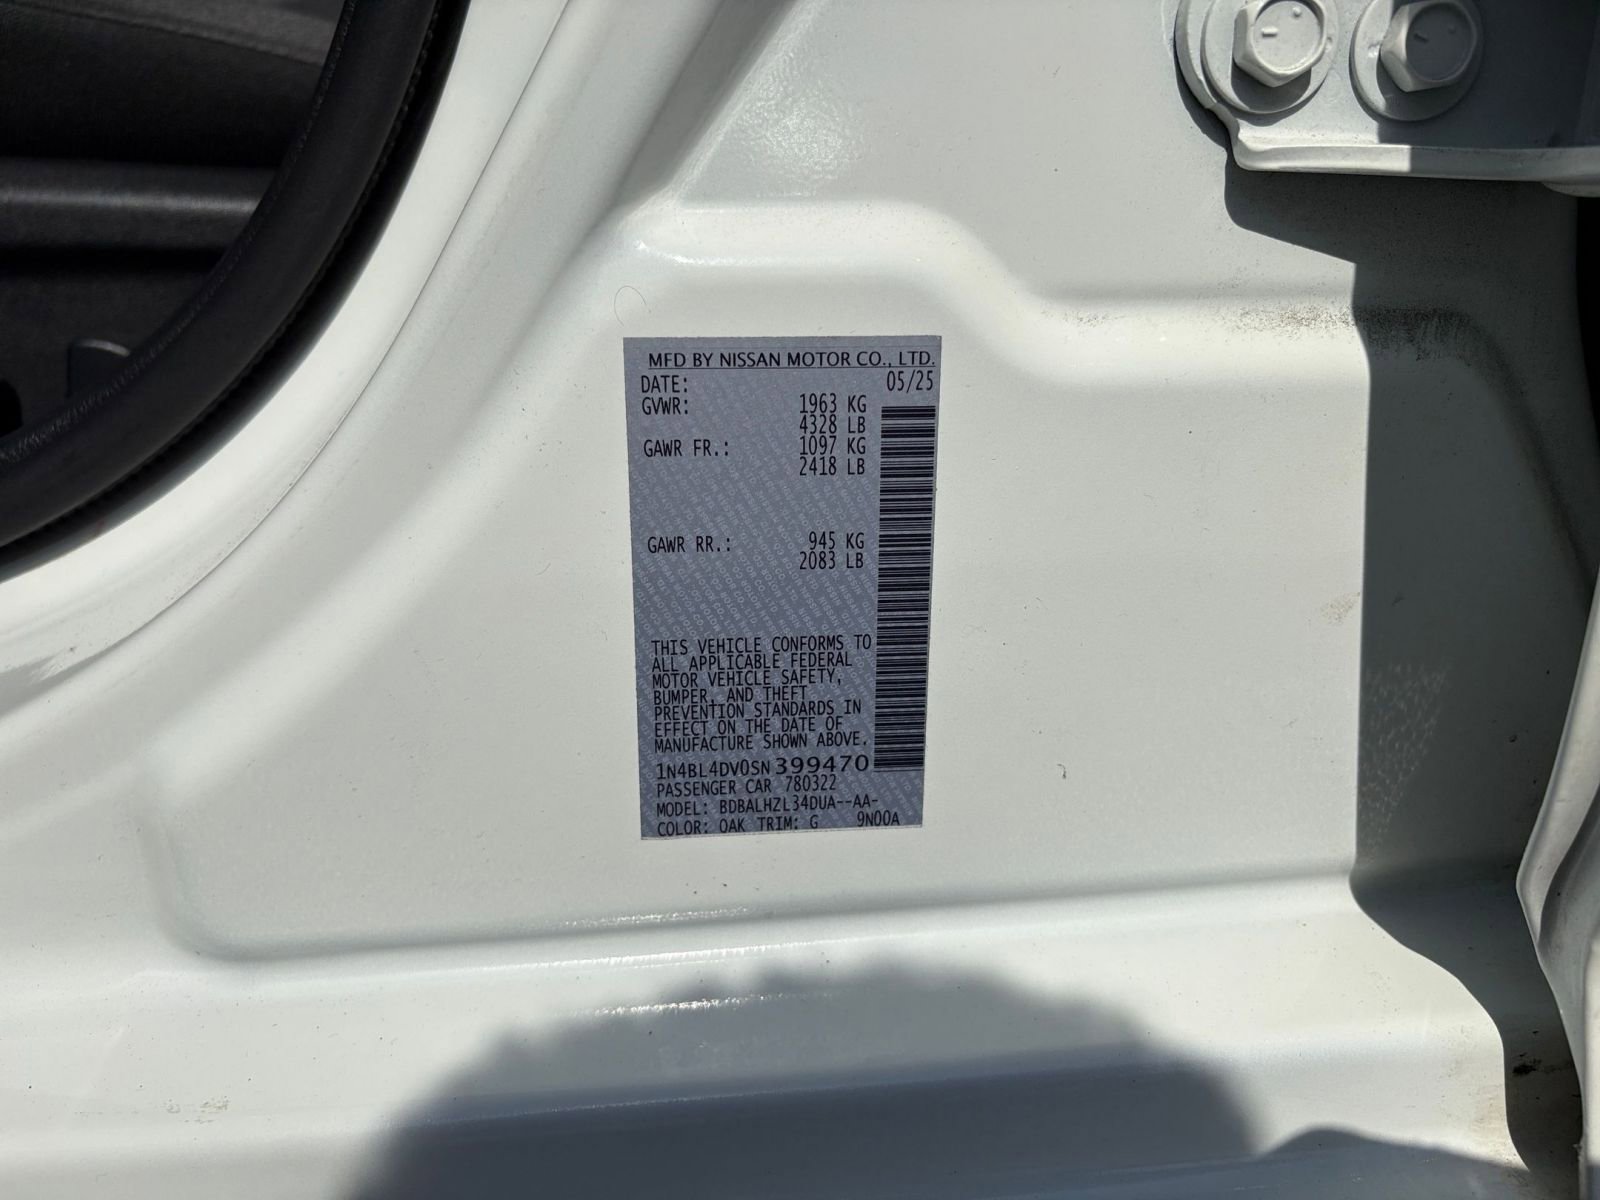 MFD BY NISSAN MOTOR CO., LTD.
DATE: 05/25
GVWR: 1963 KG
4328 LB
GAWR FR.: 1097 KG
2418 LB
GAWR RR.: 945 KG
2083 LB
THIS VEHICLE CONFORMS TO
ALL APPLICABLE FEDERAL
MOTOR VEHICLE SAFETY,
BUMPER, AND THEFT
PREVENTION STANDARDS IN
EFFECT ON THE DATE OF
MANUFACTURE SHOWN ABOVE.
1N4BL4DV0SN399470
PASSENGER CAR 780322
MODEL: BDBALHZL34DUA--AA-
COLOR: QAK TRIM: G 9N00A